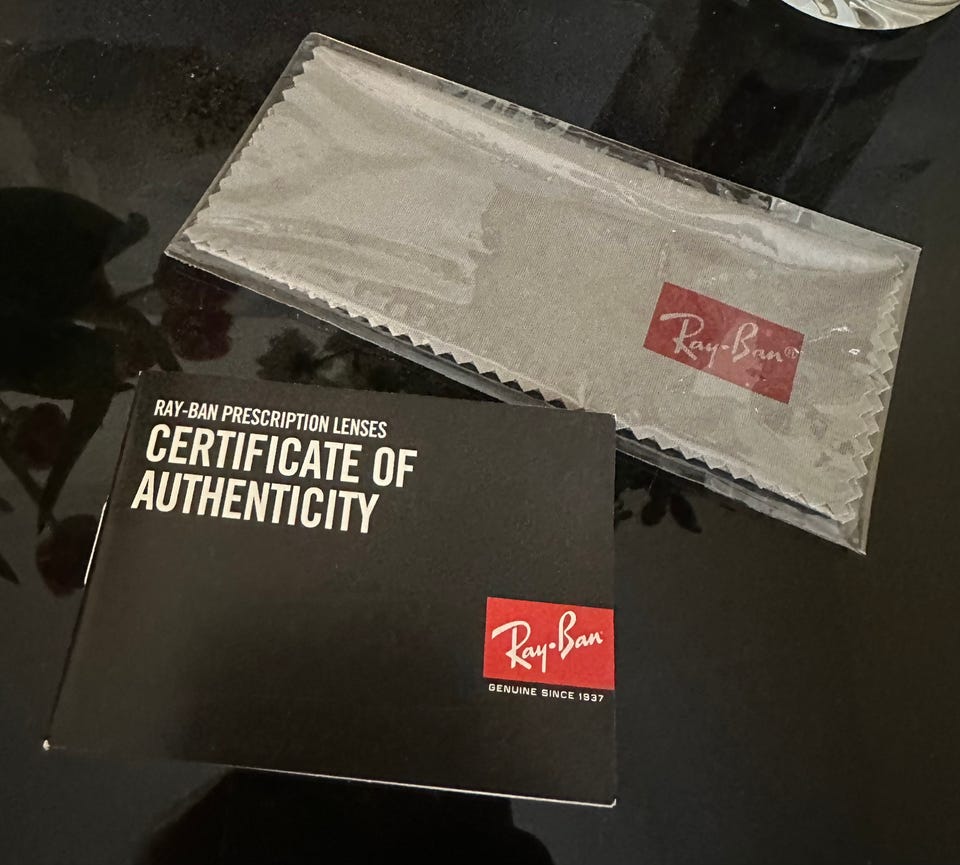 Ray-Ban®
RAY-BAN PRESCRIPTION LENSES
CERTIFICATE OF
AUTHENTICITY
Ray-Ban
GENUINE SINCE 1937